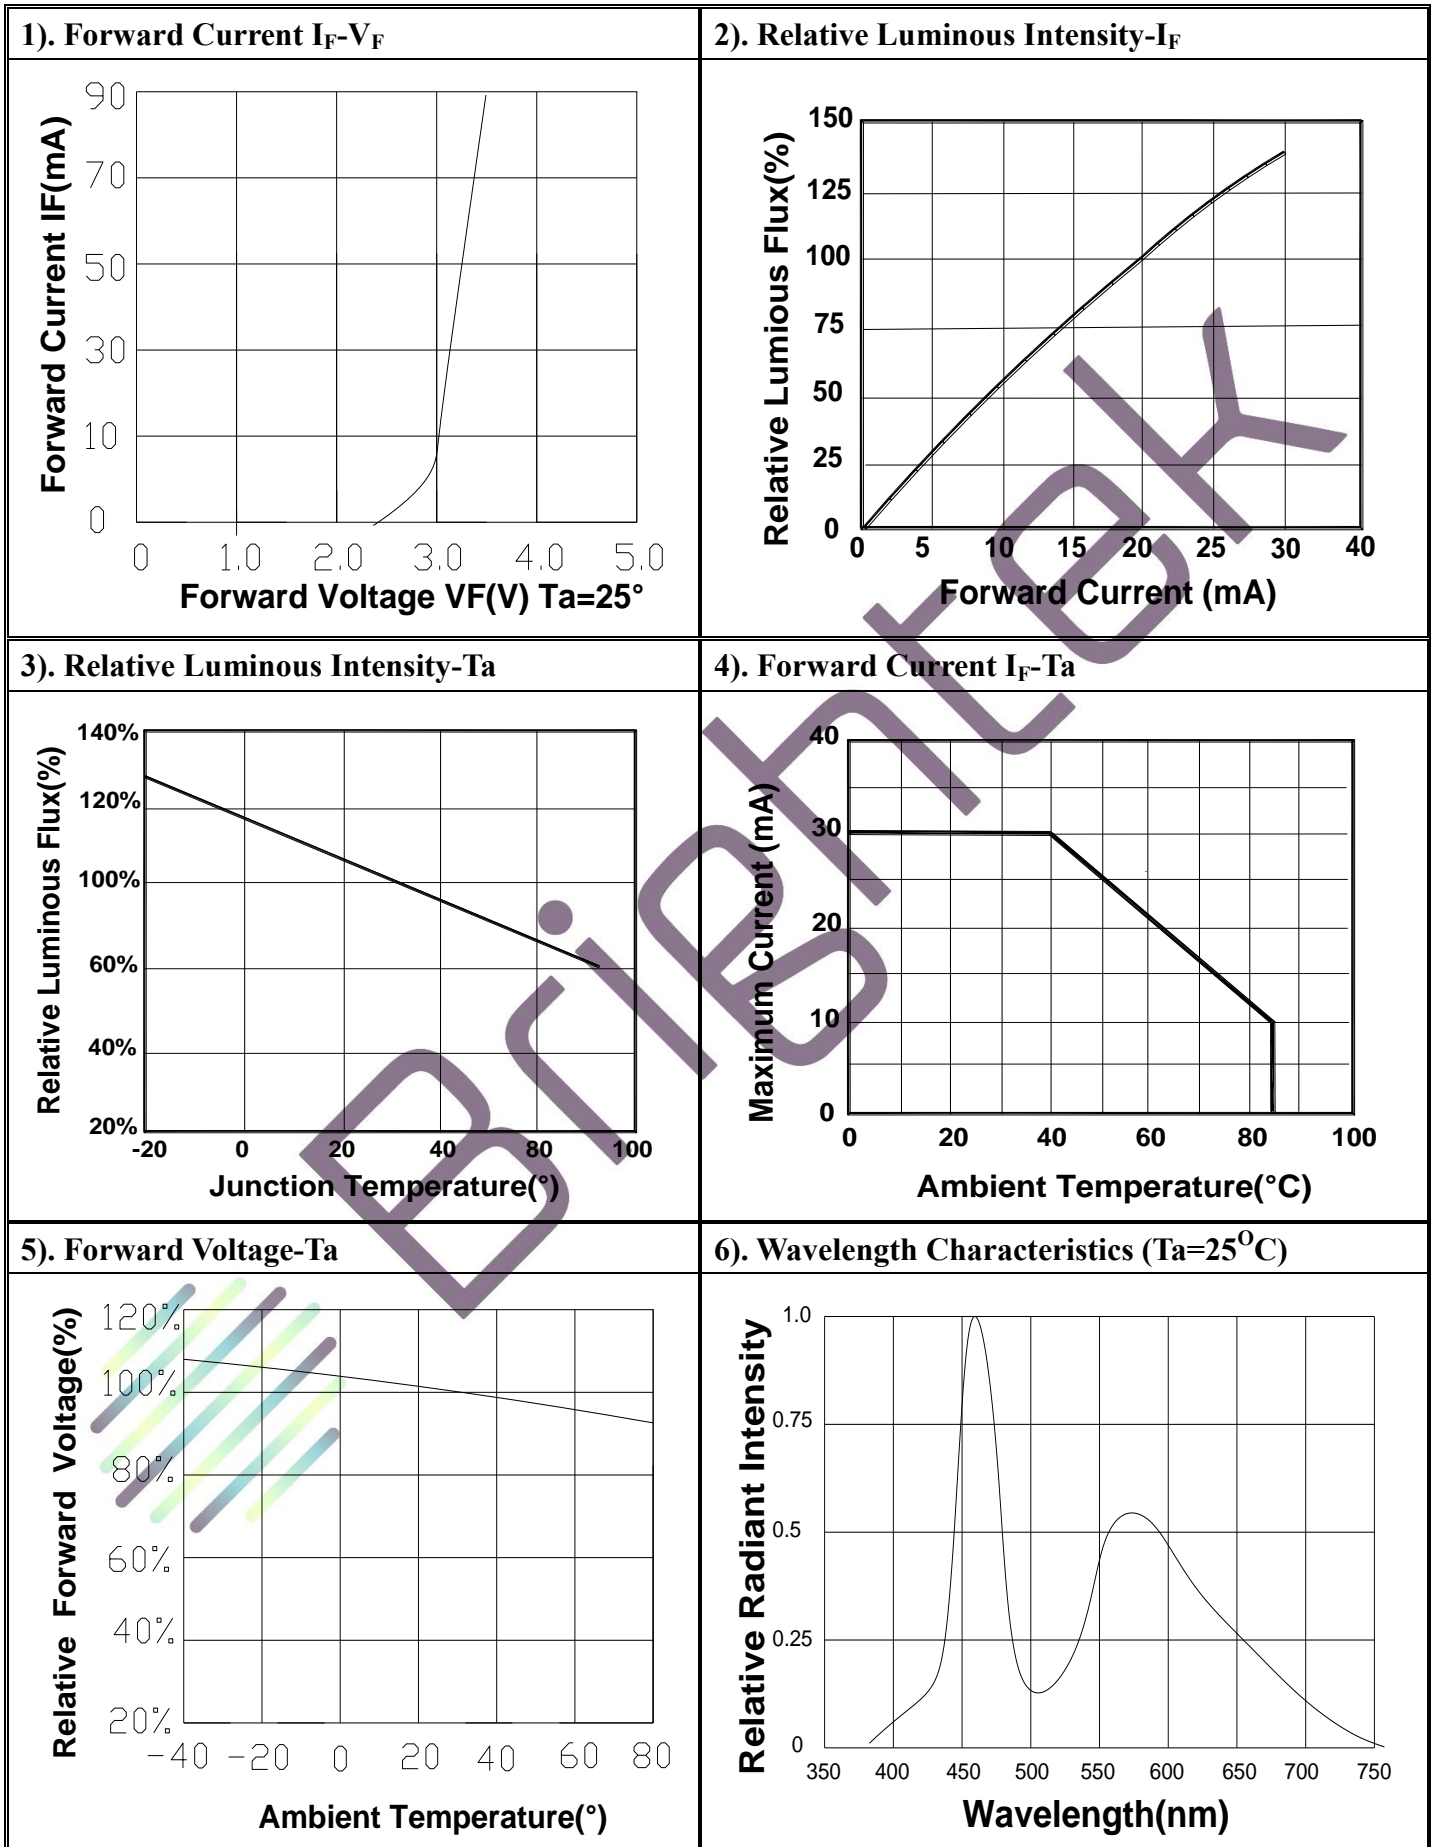 1). Forward Current IF-VF
90
70
50
30
10
0
0 1.0 2.0 3.0 4.0 5.0
Forward Current IF(mA)
Forward Voltage VF(V) Ta=25°
2). Relative Luminous Intensity-IF
150
125
100
75
50
25
0
0 5 10 15 20 25 30 40
Relative Lumious Flux(%)
Forward Current (mA)
3). Relative Luminous Intensity-Ta
140%
120%
100%
60%
40%
20%
-20 0 20 40 80 100
Relative Luminous Flux(%)
Junction Temperature(°)
4). Forward Current IF-Ta
40
30
20
10
0
0 20 40 60 80 100
Maximum Current (mA)
Ambient Temperature(°C)
5). Forward Voltage-Ta
120%
100%
80%
60%
40%
20%
-40 -20 0 20 40 60 80
Relative Forward Voltage(%)
Ambient Temperature(°)
6). Wavelength Characteristics (Ta=25OC)
1.0
0.75
0.5
0.25
0
350 400 450 500 550 600 650 700 750
Relative Radiant Intensity
Wavelength(nm)
Brightek